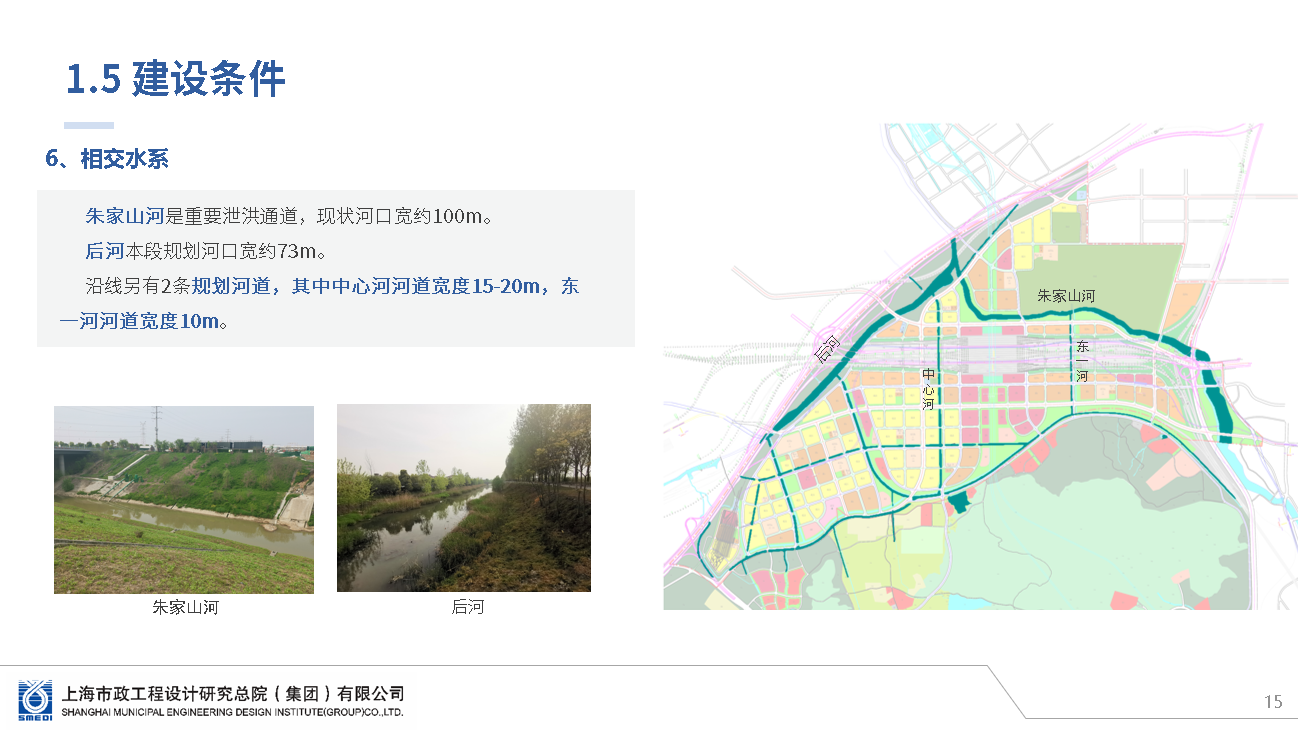 1.5 建设条件
6、相交水系
朱家山河是重要泄洪通道，现状河口宽约100m。
后河本段规划河口宽约73m。
沿线另有2条规划河道，其中中心河河道宽度15-20m，东
一河河道宽度10m。
朱家山河
后河
朱家山河
后河
中心河
东一河
上海市政工程设计研究总院（集团）有限公司
SHANGHAI MUNICIPAL ENGINEERING DESIGN INSTITUTE(GROUP)CO.,LTD.
SMEDI
15